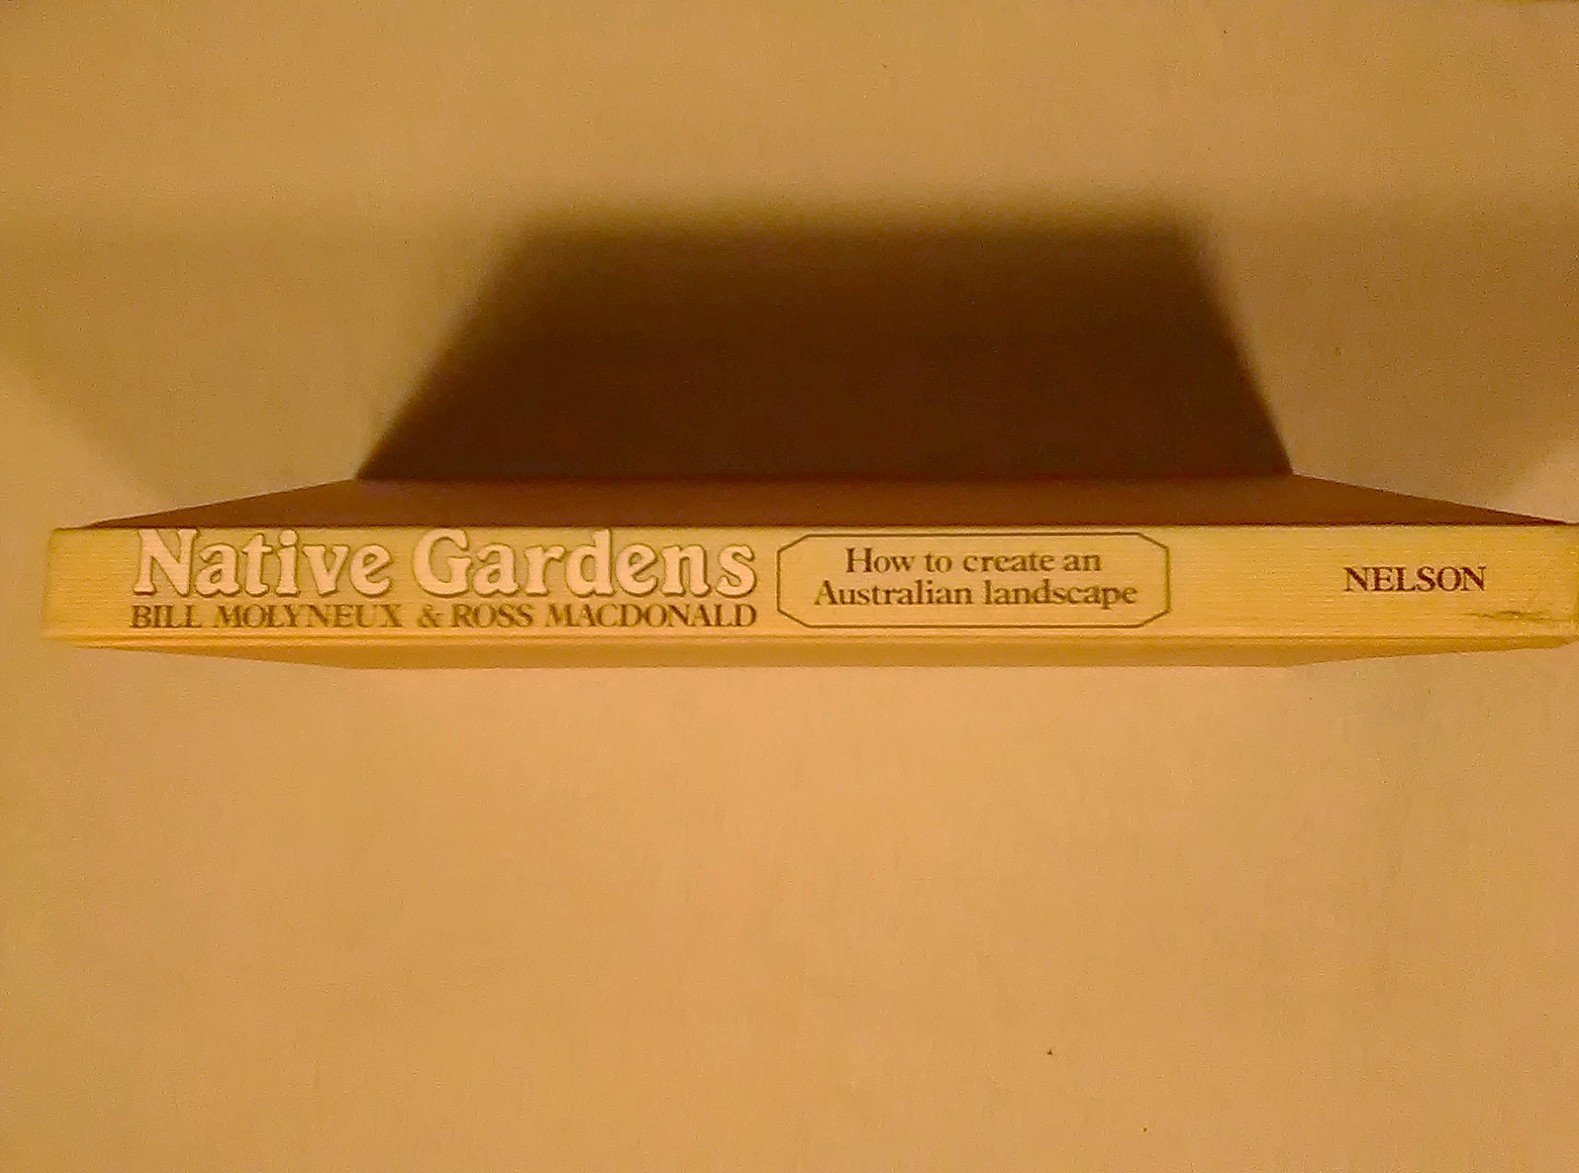 Native Gardens
BILL MOLYNEUX & ROSS MACDONALD
How to create an
Australian landscape
NELSON